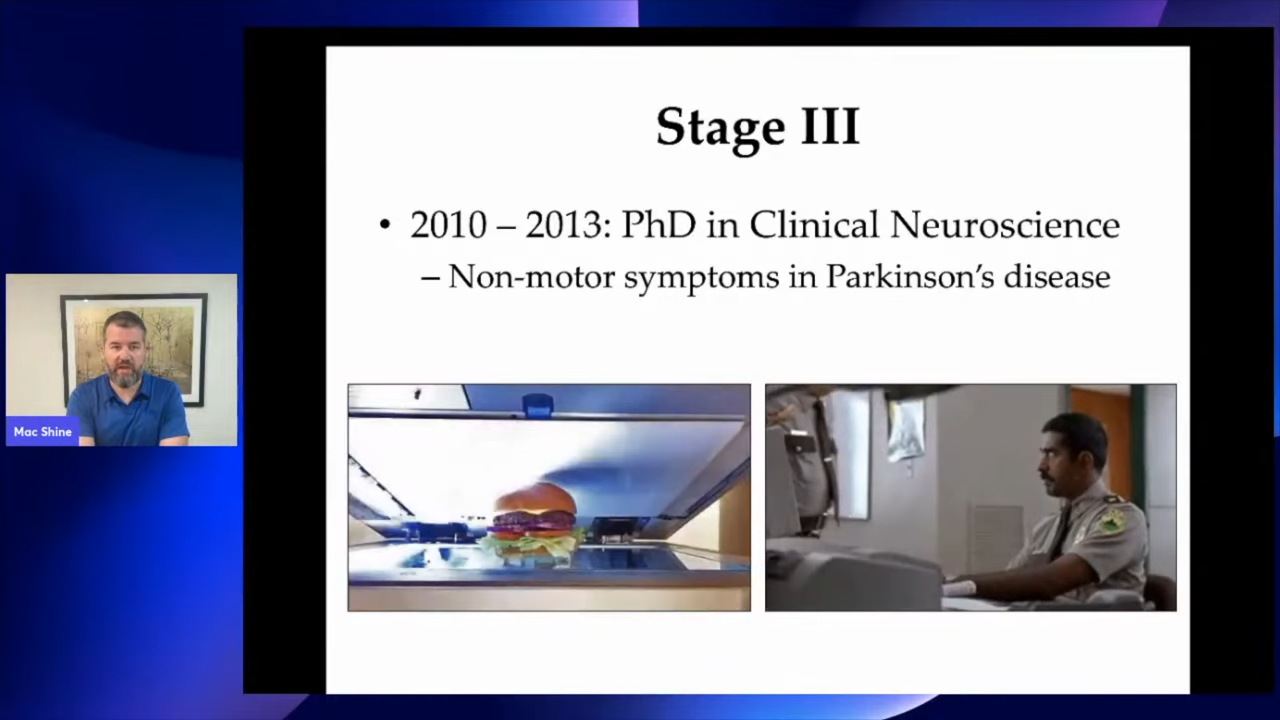 Stage III
• 2010 – 2013: PhD in Clinical Neuroscience
– Non-motor symptoms in Parkinson's disease
Mac Shine